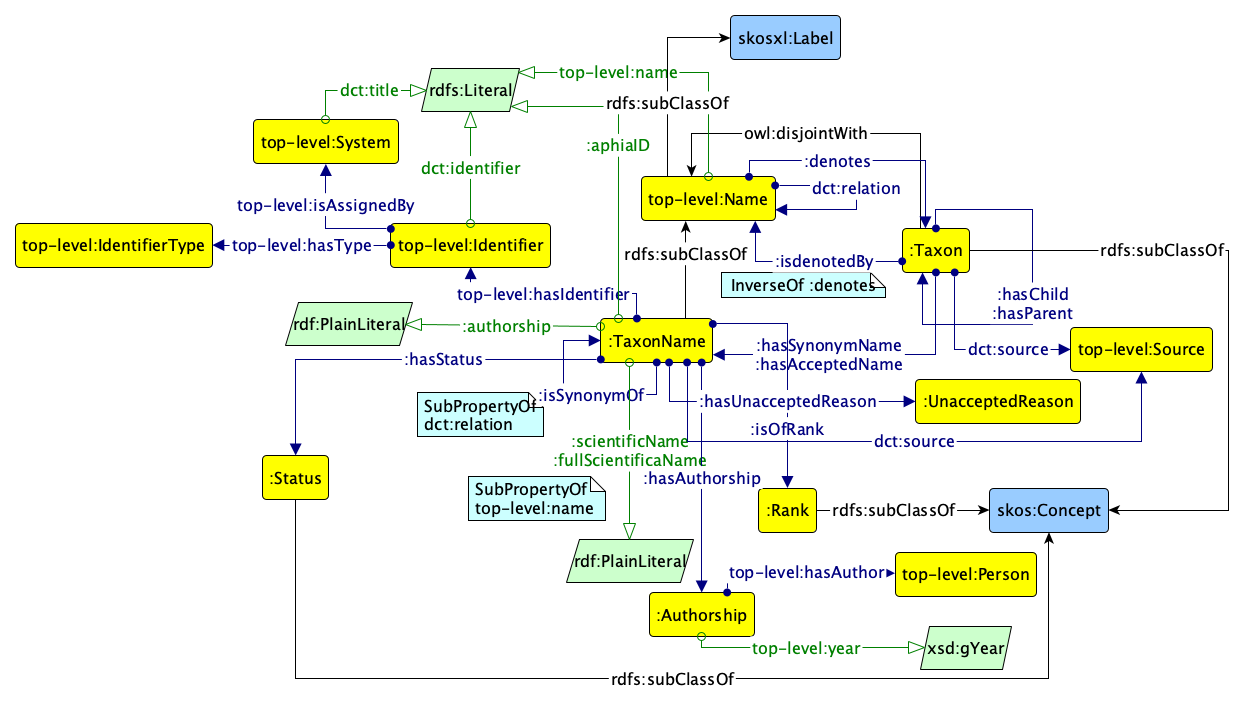 skosxl:Label
top-level:name
rdfs:Literal
dct:title
rdfs:subClassOf
top-level:System
owl:disjointWith
:aphiaID
:denotes
dct:identifier
dct:relation
top-level:Name
top-level:isAssignedBy
top-level:IdentifierType
top-level:hasType
top-level:Identifier
:Taxon
rdfs:subClassOf
rdfs:subClassOf
:isdenotedBy
InverseOf :denotes
top-level:hasIdentifier
:hasChild
:hasParent
rdf:PlainLiteral
:authorship
:TaxonName
:hasSynonymName
:hasAcceptedName
dct:source
top-level:Source
:hasStatus
:isSynonymOf
SubPropertyOf
dct:relation
:hasUnacceptedReason
:UnacceptedReason
:isOfRank
:scientificName
:fullScientificaName
dct:source
:Status
:hasAuthorship
SubPropertyOf
top-level:name
:Rank
rdfs:subClassOf
skos:Concept
rdf:PlainLiteral
top-level:hasAuthor
top-level:Person
:Authorship
top-level:year
xsd:gYear
rdfs:subClassOf